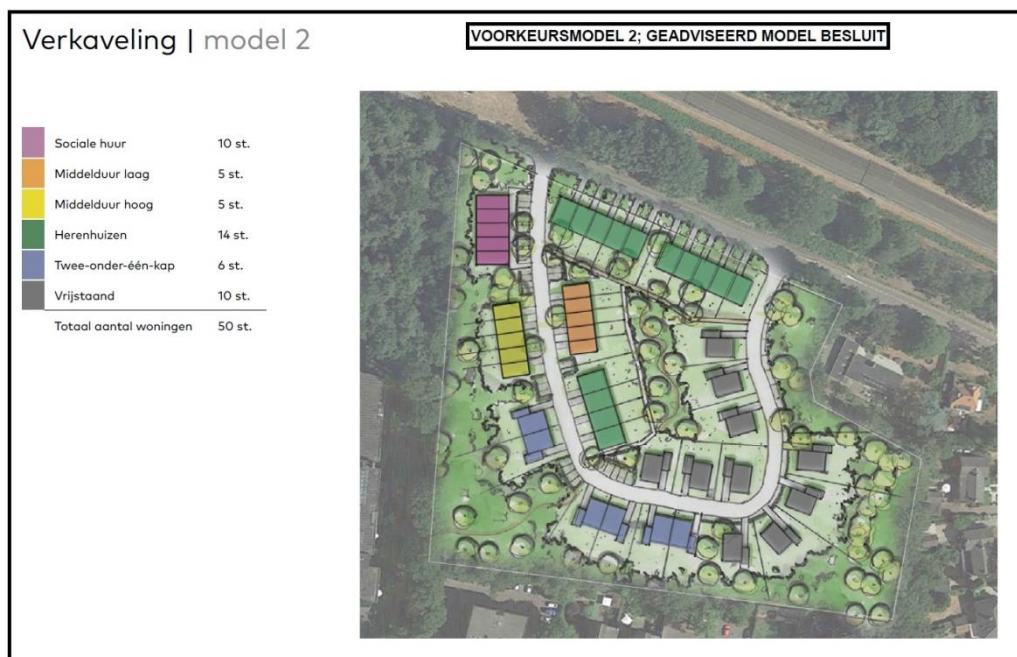 Verkaveling | model 2
VOORKEURSMODEL 2; GEADVISEERD MODEL BESLUIT
Sociale huur 10 st.
Middelduur laag 5 st.
Middelduur hoog 5 st.
Herenhuizen 14 st.
Twee-onder-één-kap 6 st.
Vrijstaand 10 st.
Totaal aantal woningen 50 st.